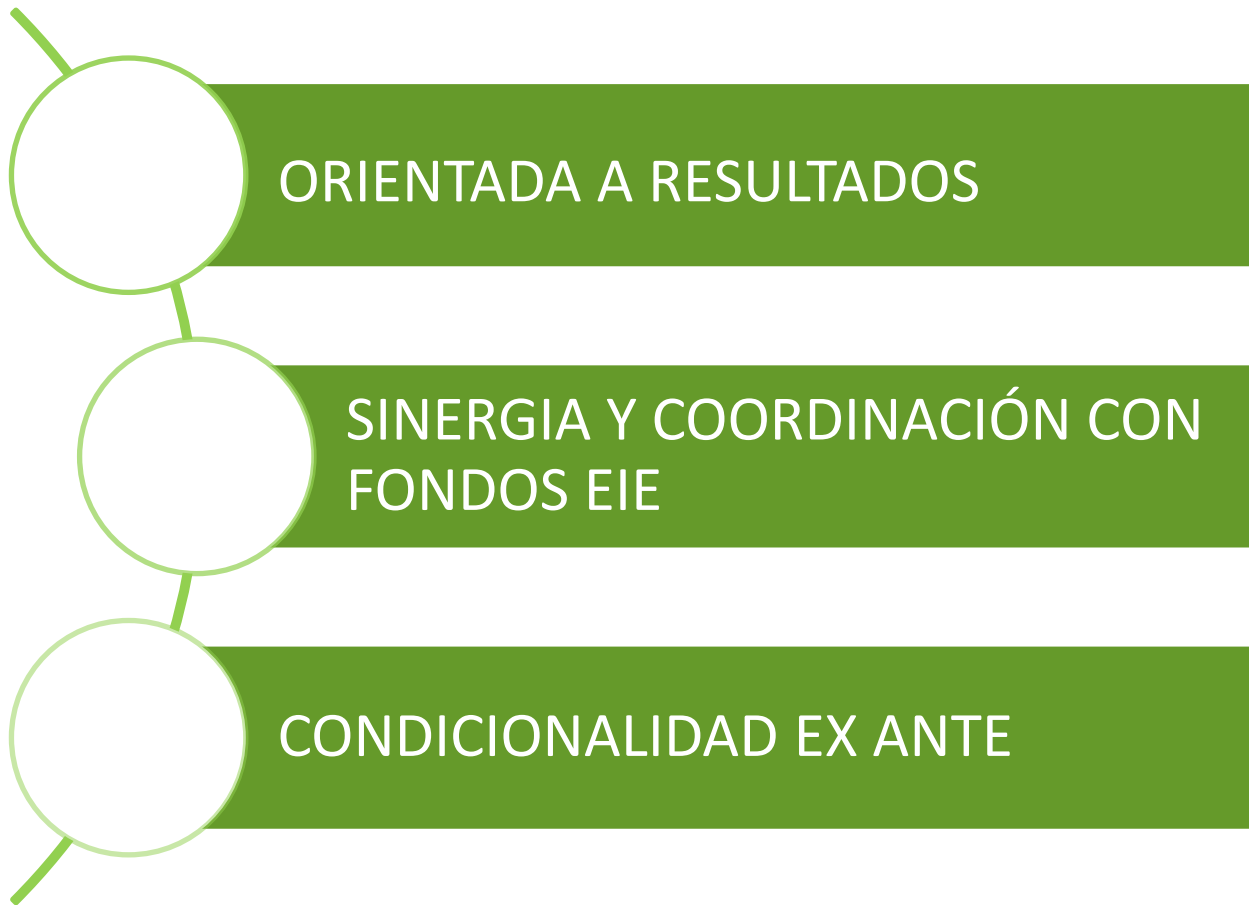 ORIENTADA A RESULTADOS
SINERGIA Y COORDINACIÓN CON
FONDOS EIE
CONDICIONALIDAD EX ANTE